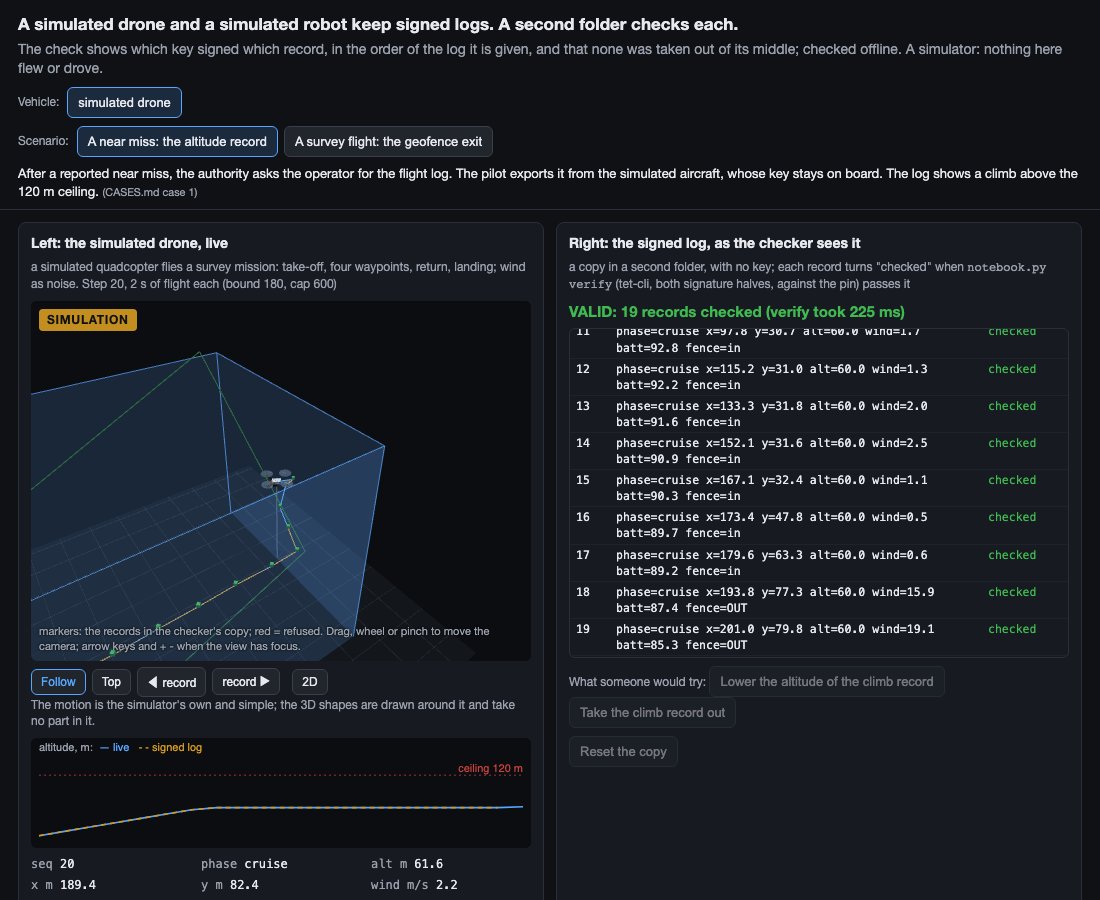 A simulated drone and a simulated robot keep signed logs. A second folder checks each.
The check shows which key signed which record, in the order of the log it is given, and that none was taken out of its middle; checked offline. A simulator: nothing here
flew or drove.
Vehicle: simulated drone
Scenario: A near miss: the altitude record A survey flight: the geofence exit
After a reported near miss, the authority asks the operator for the flight log. The pilot exports it from the simulated aircraft, whose key stays on board. The log shows a climb above the
120 m ceiling. (CASES.md case 1)
Left: the simulated drone, live
a simulated quadcopter flies a survey mission: take-off, four waypoints, return, landing; wind
as noise. Step 20, 2 s of flight each (bound 180, cap 600)
SIMULATION
markers: the records in the checker's copy; red = refused. Drag, wheel or pinch to move the
camera; arrow keys and + - when the view has focus.
Follow Top ◀ record record ▶ 2D
The motion is the simulator's own and simple; the 3D shapes are drawn around it and take
no part in it.
altitude, m: — live - - signed log
ceiling 120 m
seq 20 phase cruise alt m 61.6
x m 189.4 y m 82.4 wind m/s 2.2
Right: the signed log, as the checker sees it
a copy in a second folder, with no key; each record turns "checked" when notebook.py
verify (tet-cli, both signature halves, against the pin) passes it
VALID: 19 records checked (verify took 225 ms)
11 phase=cruise x=97.8 y=30.7 alt=60.0 wind=1.7 checked
batt=92.8 fence=in
12 phase=cruise x=115.2 y=31.0 alt=60.0 wind=1.3 checked
batt=92.2 fence=in
13 phase=cruise x=133.3 y=31.8 alt=60.0 wind=2.0 checked
batt=91.6 fence=in
14 phase=cruise x=152.1 y=31.6 alt=60.0 wind=2.5 checked
batt=90.9 fence=in
15 phase=cruise x=167.1 y=32.4 alt=60.0 wind=1.1 checked
batt=90.3 fence=in
16 phase=cruise x=173.4 y=47.8 alt=60.0 wind=0.5 checked
batt=89.7 fence=in
17 phase=cruise x=179.6 y=63.3 alt=60.0 wind=0.6 checked
batt=89.2 fence=in
18 phase=cruise x=193.8 y=77.3 alt=60.0 wind=15.9 checked
batt=87.4 fence=OUT
19 phase=cruise x=201.0 y=79.8 alt=60.0 wind=19.1 checked
batt=85.3 fence=OUT
What someone would try: Lower the altitude of the climb record
Take the climb record out
Reset the copy